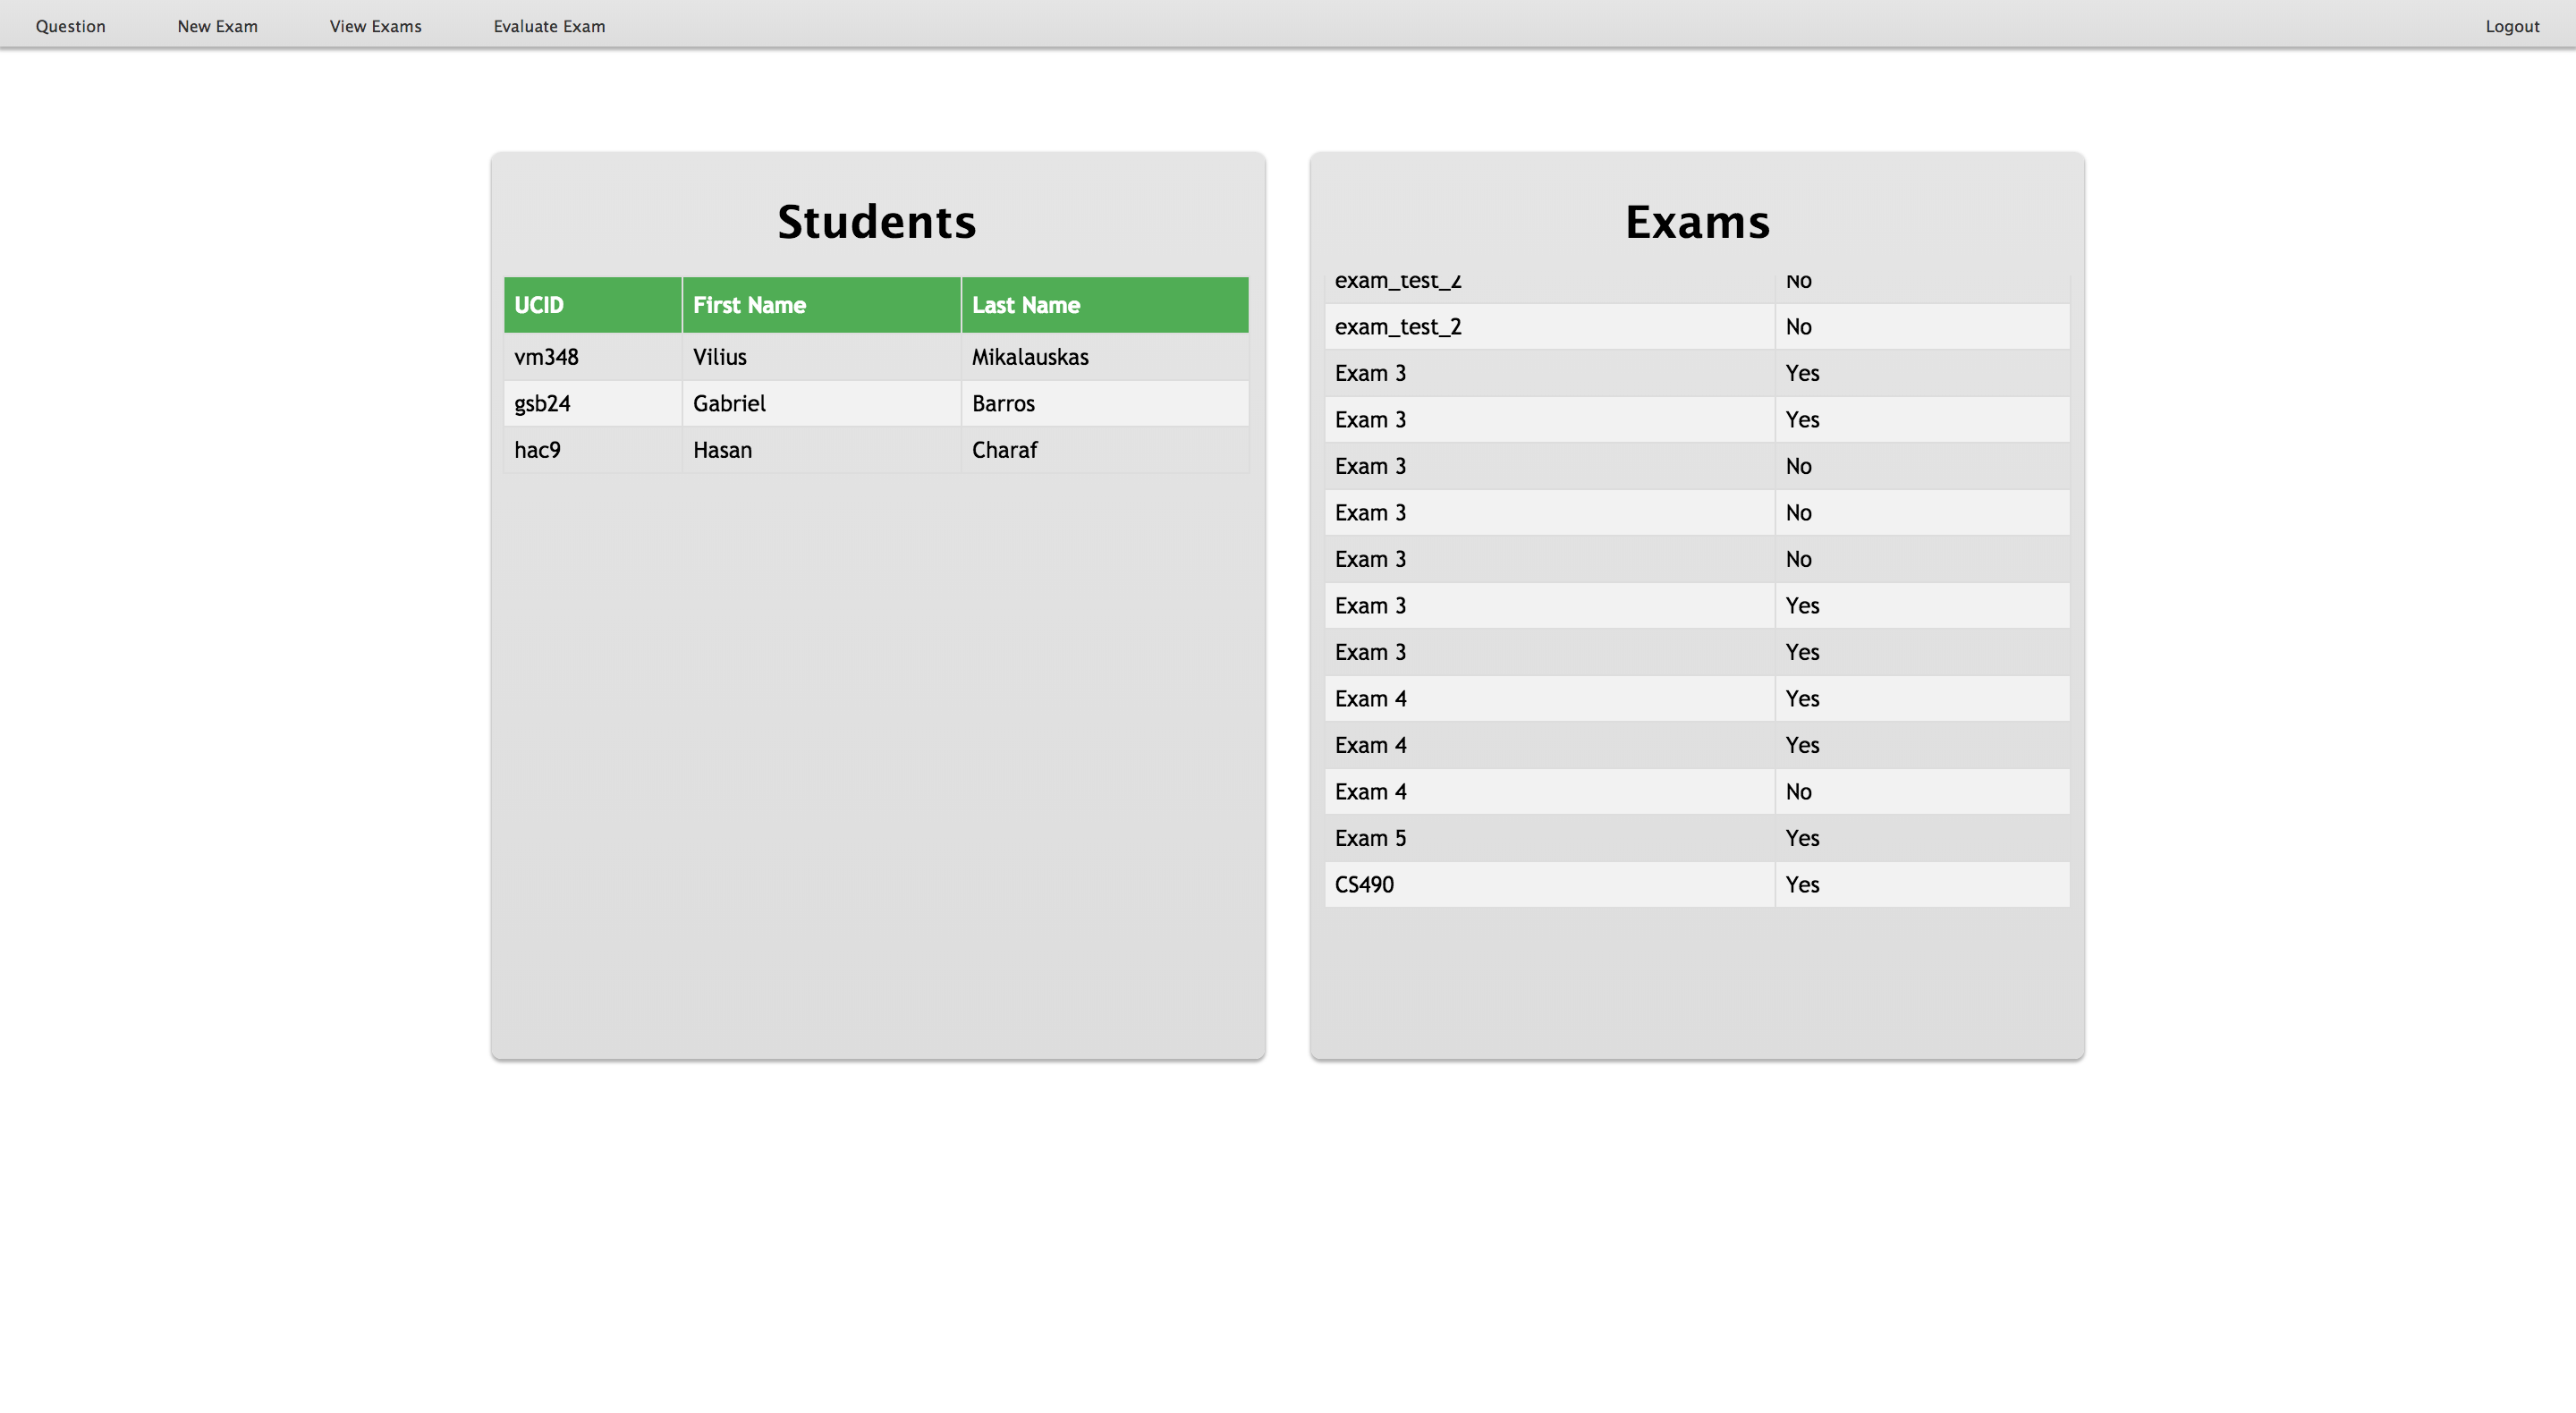 Question New Exam View Exams Evaluate Exam Logout
Students
UCID First Name Last Name
vm348 Vilius Mikalauskas
gsb24 Gabriel Barros
hac9 Hasan Charaf
Exams
exam_test_2 No
exam_test_2 No
Exam 3 Yes
Exam 3 Yes
Exam 3 No
Exam 3 No
Exam 3 No
Exam 3 Yes
Exam 3 Yes
Exam 4 Yes
Exam 4 Yes
Exam 4 No
Exam 5 Yes
CS490 Yes